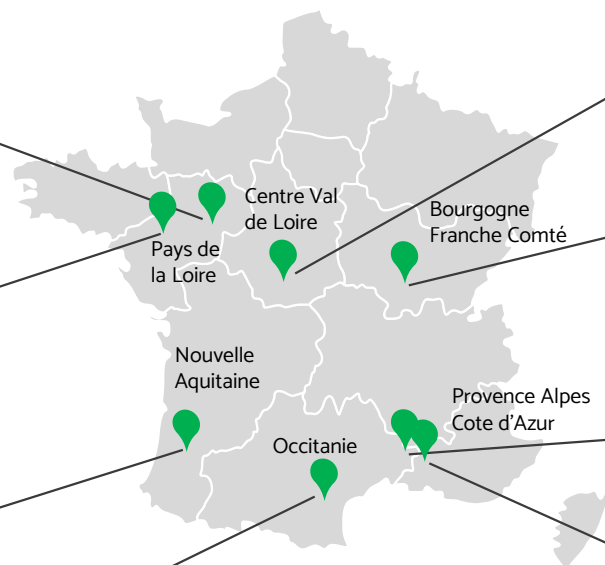 Centre Val
de Loire
Bourgogne
Franche Comté
Pays de
la Loire
Nouvelle
Aquitaine
Provence Alpes
Cote d'Azur
Occitanie